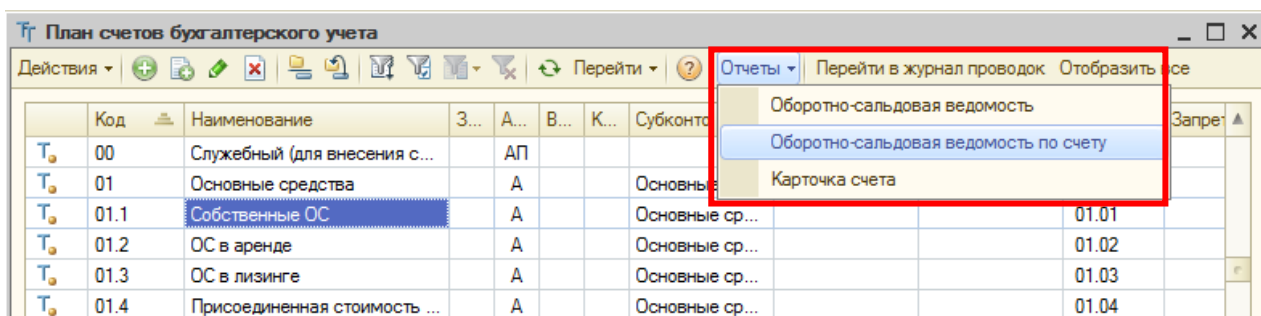 План счетов бухгалтерского учета
Действия Перейти Отчеты Перейти в журнал проводок Отобразить все
Оборотно-сальдовая ведомость
Оборотно-сальдовая ведомость по счету
Карточка счета
Код Наименование З... А... В... К... Субконто Запрет
00 Служебный (для внесения с... АП
01 Основные средства А Основные
01.1 Собственные ОС А Основные ср... 01.01
01.2 ОС в аренде А Основные ср... 01.02
01.3 ОС в лизинге А Основные ср... 01.03
01.4 Присоединенная стоимость ... А Основные ср... 01.04